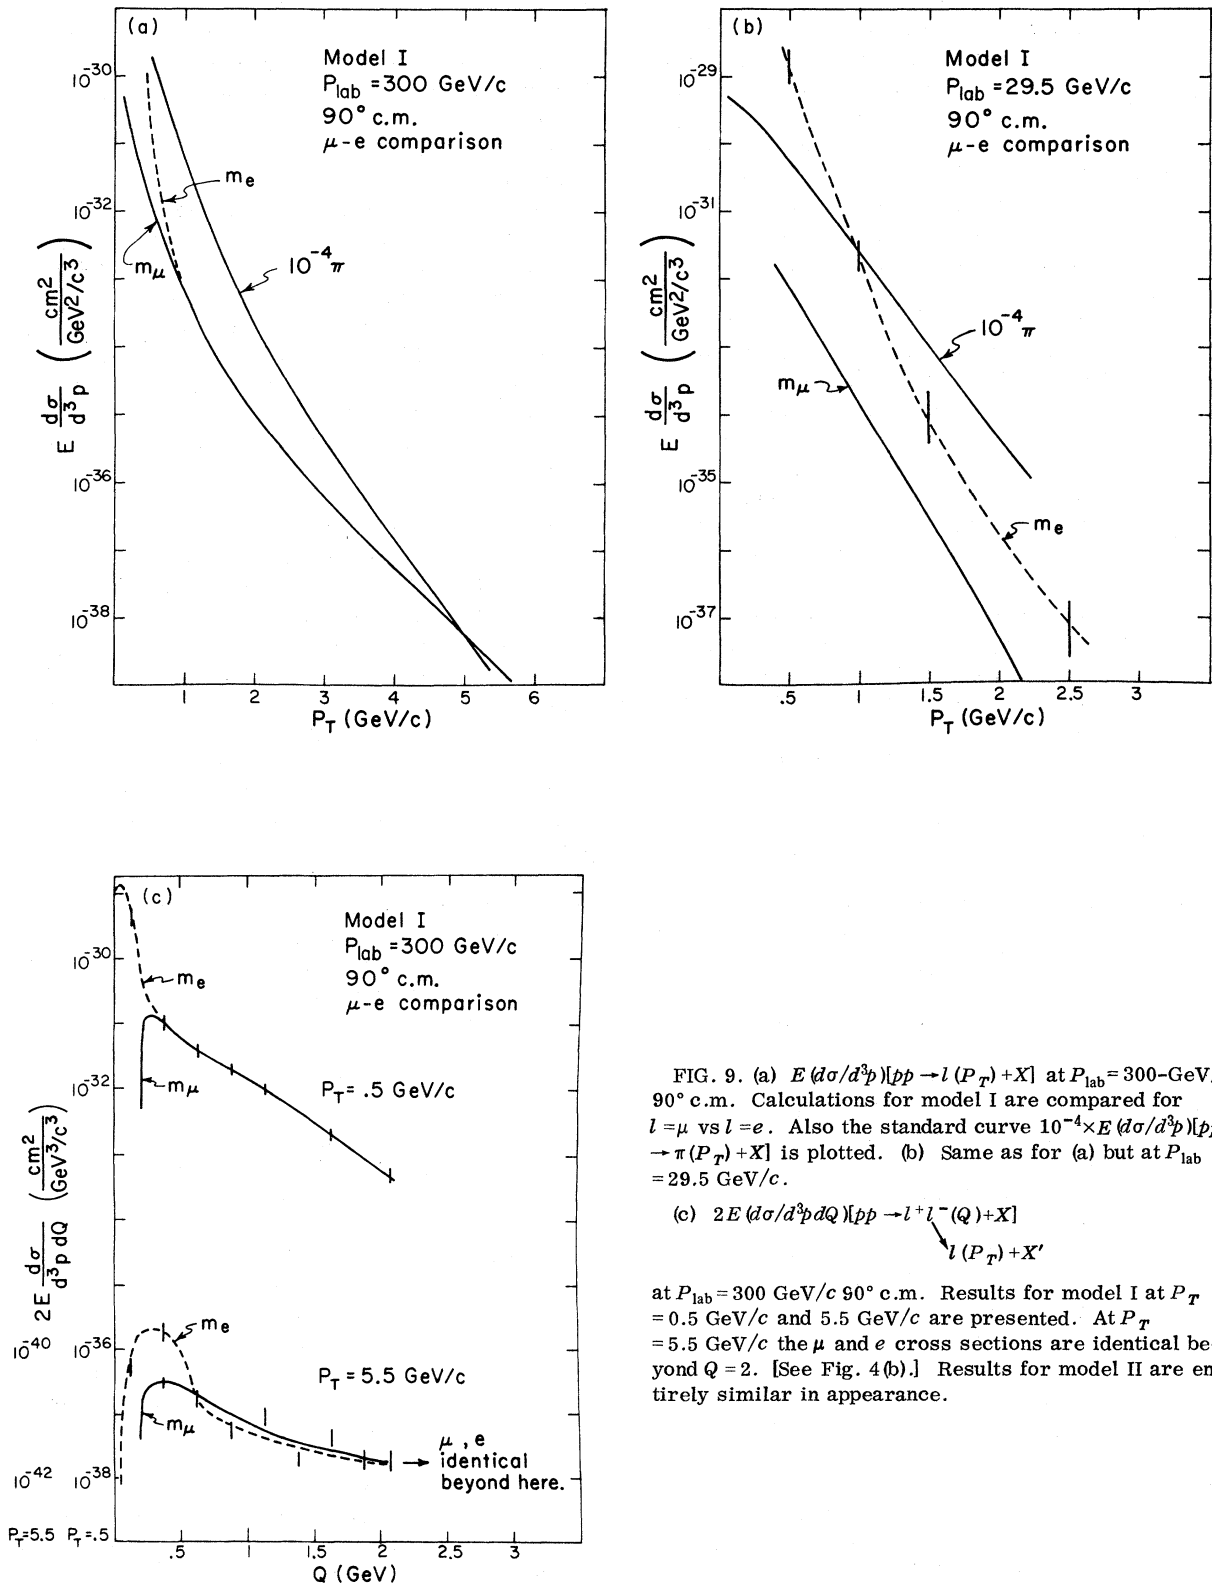 (a)
Model I
P_lab = 300 GeV/c
90° c.m.
μ-e comparison
10^-30
10^-32
10^-36
10^-38
m_e
m_μ
10^-4 π
E dσ/d³p (cm²/GeV²/c³)
1 2 3 4 5 6
P_T (GeV/c)
(b)
Model I
P_lab = 29.5 GeV/c
90° c.m.
μ-e comparison
10^-29
10^-31
10^-35
10^-37
10^-4 π
m_μ
m_e
E dσ/d³p (cm²/GeV²/c³)
.5 1 1.5 2 2.5 3
P_T (GeV/c)
(c)
Model I
P_lab = 300 GeV/c
90° c.m.
μ-e comparison
10^-30
m_e
10^-32
m_μ
P_T = .5 GeV/c
2E dσ/d³p dQ (cm²/GeV³/c³)
10^-40 10^-36
m_e
P_T = 5.5 GeV/c
m_μ
μ, e
identical
beyond here.
10^-42 10^-38
P_T=5.5 P_T=.5
.5 1 1.5 2 2.5 3
Q (GeV)
FIG. 9. (a) E(dσ/d³p)[pp → l(P_T)+X] at P_lab = 300-GeV/
90° c.m. Calculations for model I are compared for
l = μ vs l = e. Also the standard curve 10^-4 × E(dσ/d³p)[p
→ π(P_T)+X] is plotted. (b) Same as for (a) but at P_lab
= 29.5 GeV/c.
(c) 2E(dσ/d³pdQ)[pp → l⁺l⁻(Q)+X]
↘ l(P_T)+X′
at P_lab = 300 GeV/c 90° c.m. Results for model I at P_T
= 0.5 GeV/c and 5.5 GeV/c are presented. At P_T
= 5.5 GeV/c the μ and e cross sections are identical be-
yond Q = 2. [See Fig. 4(b).] Results for model II are en
tirely similar in appearance.